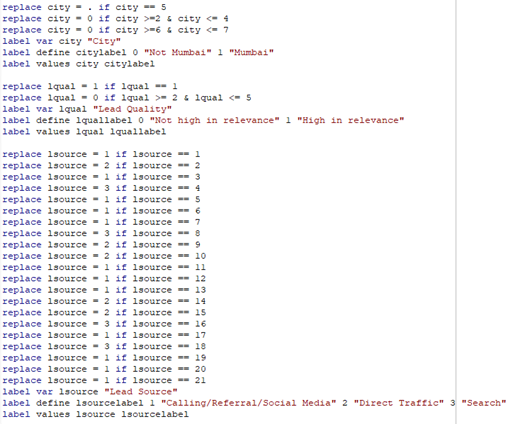 replace city = . if city == 5
replace city = 0 if city >=2 & city <= 4
replace city = 0 if city >=6 & city <= 7
label var city "City"
label define citylabel 0 "Not Mumbai" 1 "Mumbai"
label values city citylabel
replace lqual = 1 if lqual == 1
replace lqual = 0 if lqual >= 2 & lqual <= 5
label var lqual "Lead Quality"
label define lquallabel 0 "Not high in relevance" 1 "High in relevance"
label values lqual lquallabel
replace lsource = 1 if lsource == 1
replace lsource = 2 if lsource == 2
replace lsource = 1 if lsource == 3
replace lsource = 3 if lsource == 4
replace lsource = 1 if lsource == 5
replace lsource = 1 if lsource == 6
replace lsource = 1 if lsource == 7
replace lsource = 3 if lsource == 8
replace lsource = 2 if lsource == 9
replace lsource = 2 if lsource == 10
replace lsource = 1 if lsource == 11
replace lsource = 1 if lsource == 12
replace lsource = 1 if lsource == 13
replace lsource = 2 if lsource == 14
replace lsource = 2 if lsource == 15
replace lsource = 3 if lsource == 16
replace lsource = 1 if lsource == 17
replace lsource = 3 if lsource == 18
replace lsource = 1 if lsource == 19
replace lsource = 1 if lsource == 20
replace lsource = 1 if lsource == 21
label var lsource "Lead Source"
label define lsourcelabel 1 "Calling/Referral/Social Media" 2 "Direct Traffic" 3 "Search"
label values lsource lsourcelabel